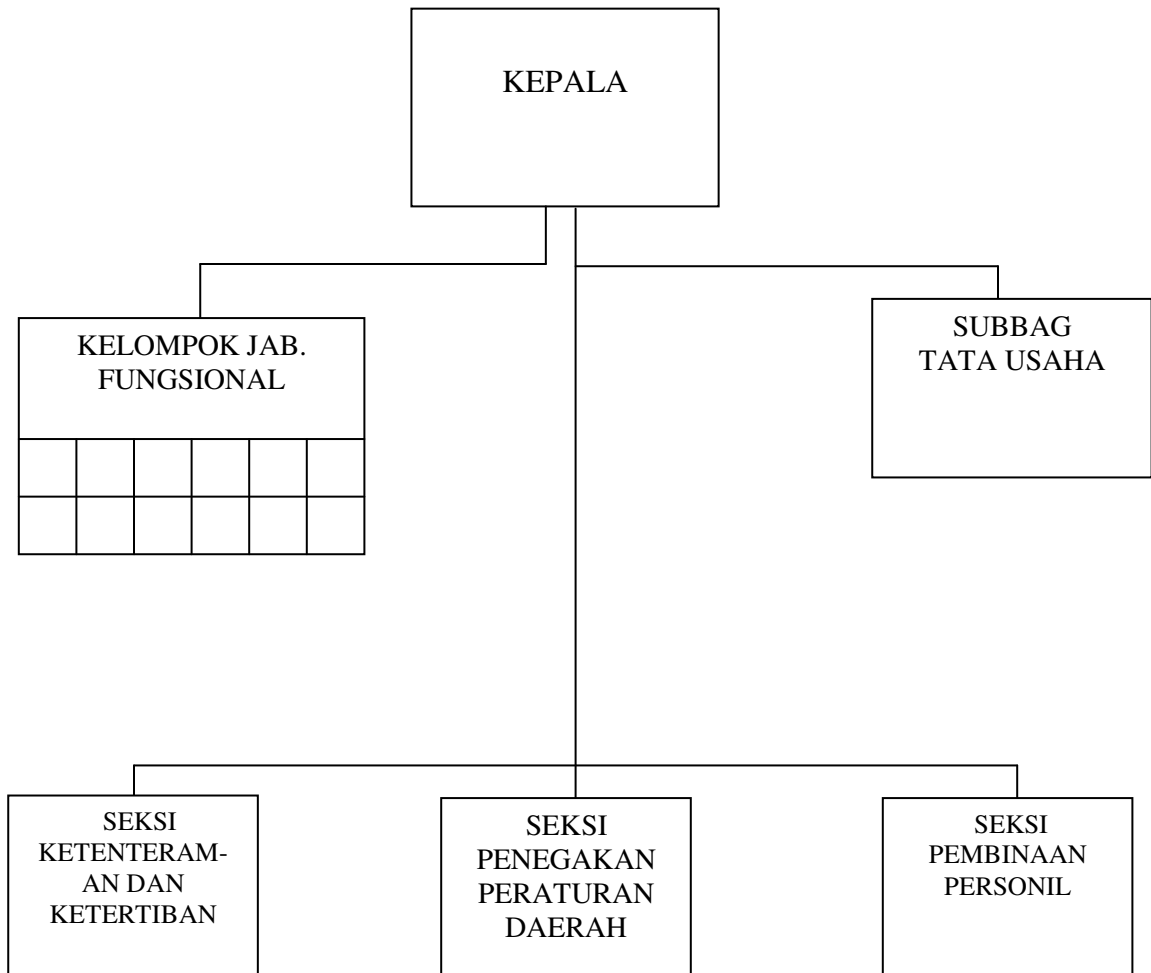 KEPALA
KELOMPOK JAB.
FUNGSIONAL
SUBBAG
TATA USAHA
SEKSI
KETENTERAM-
AN DAN
KETERTIBAN
SEKSI
PENEGAKAN
PERATURAN
DAERAH
SEKSI
PEMBINAAN
PERSONIL